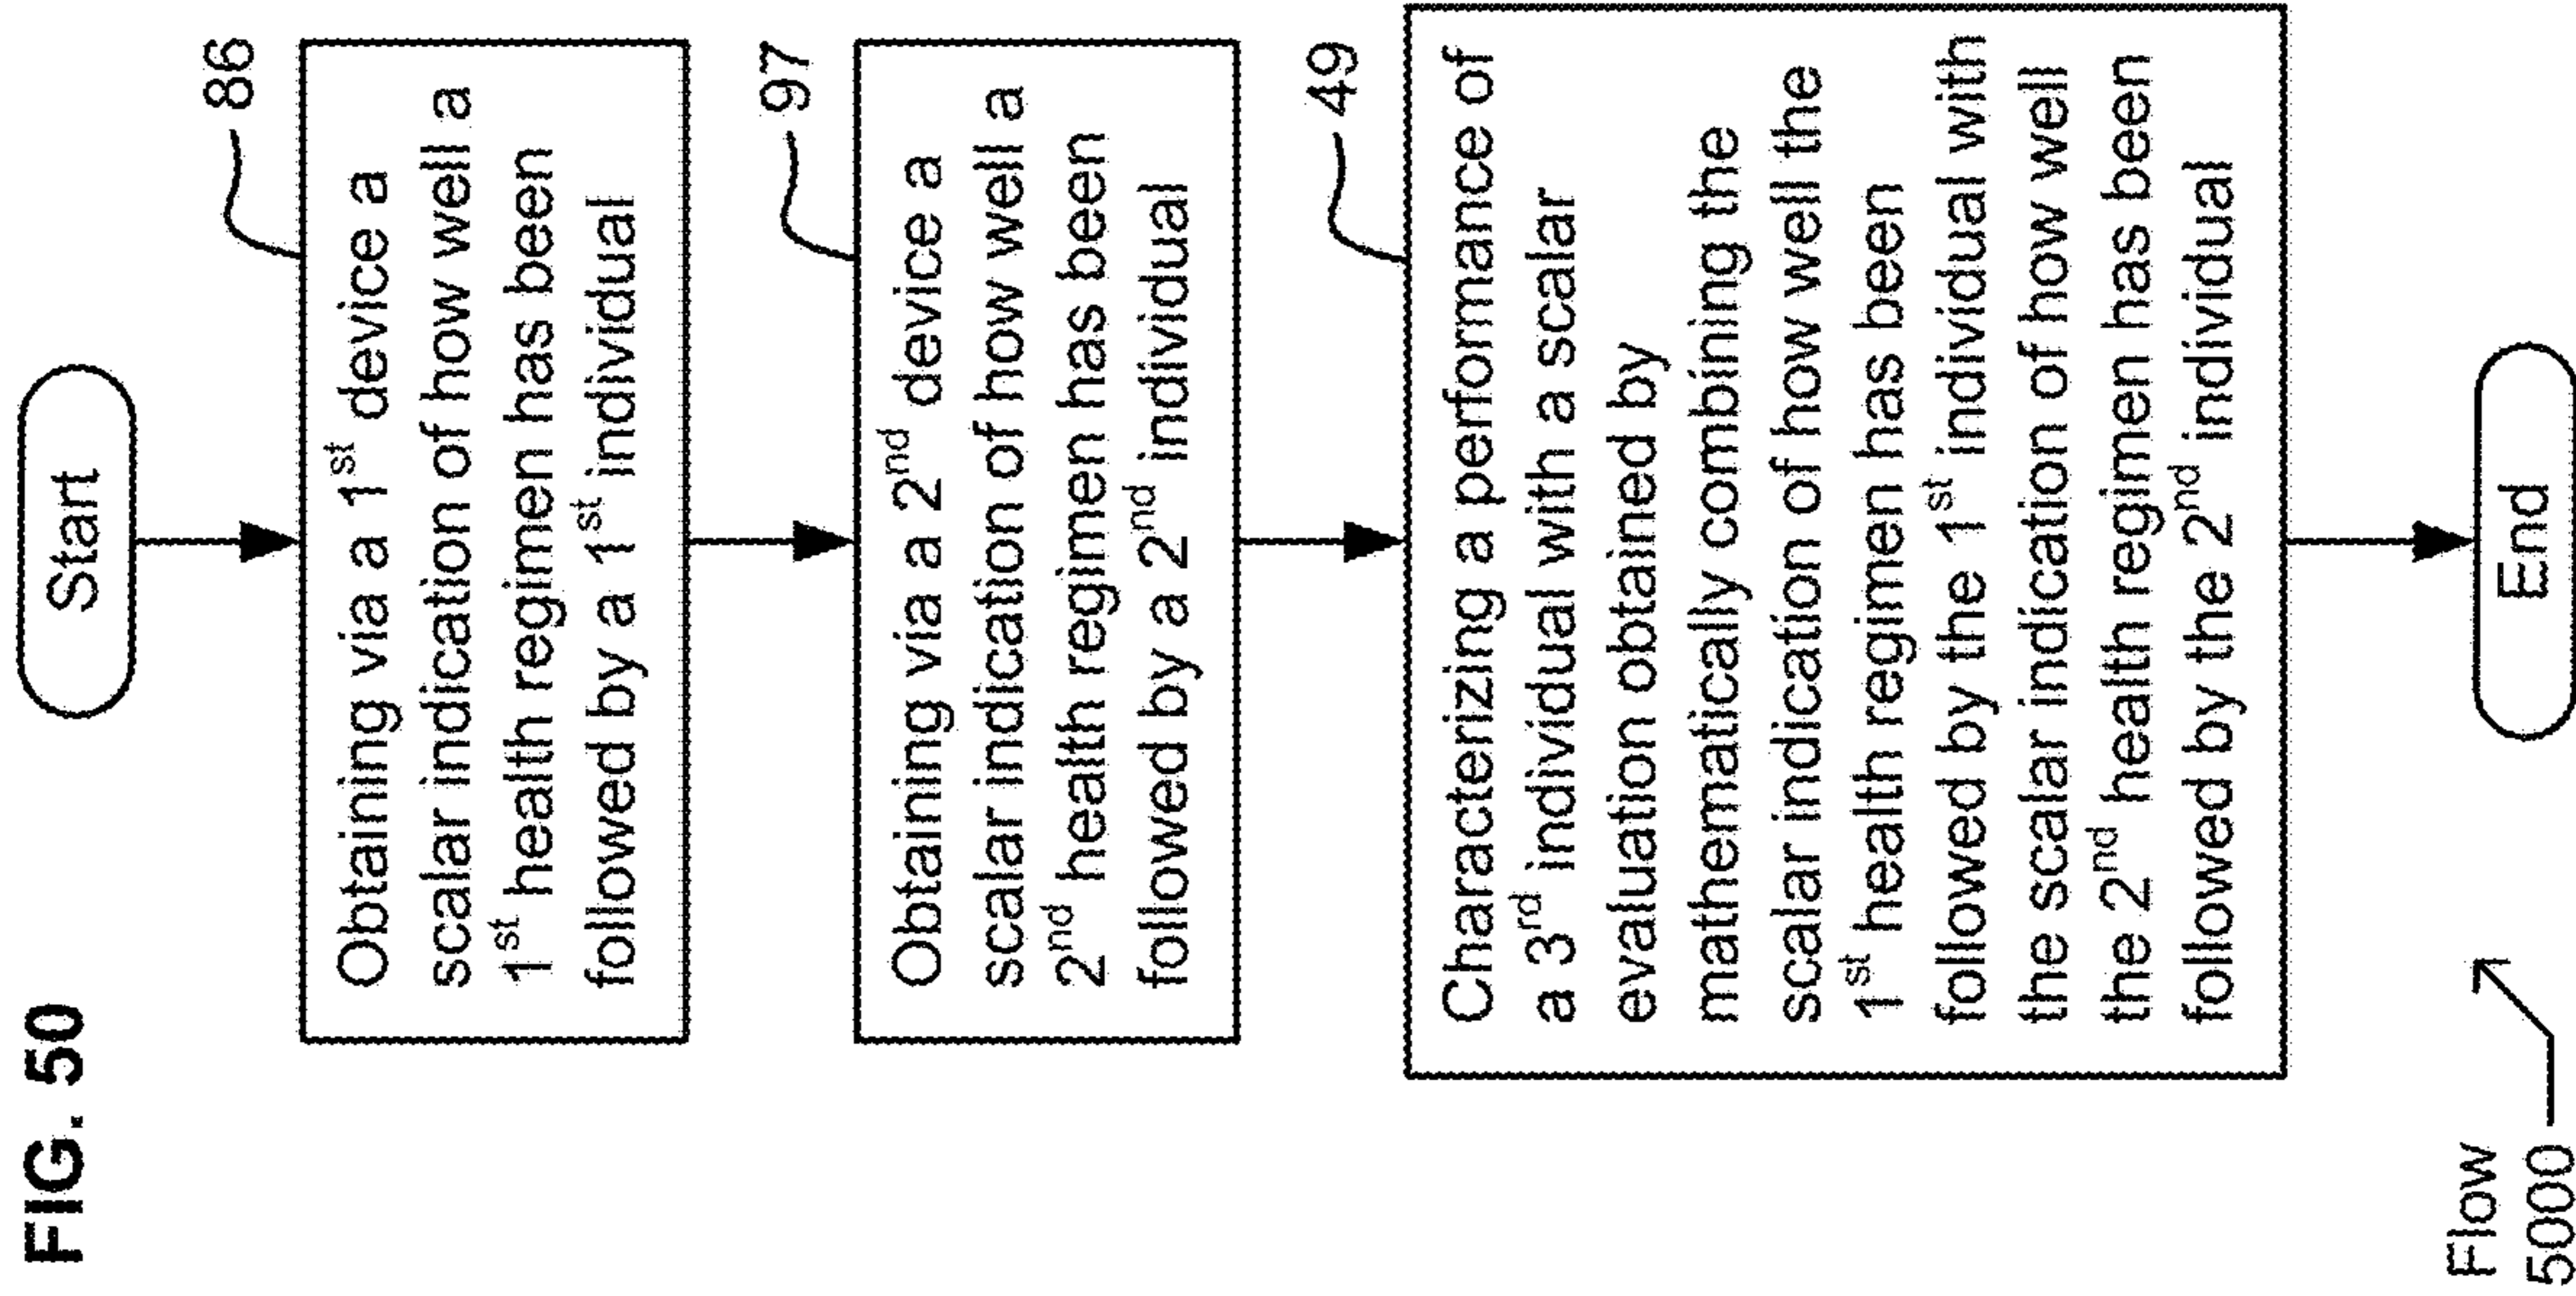 FIG. 50
Start
86
Obtaining via a 1st device a
scalar indication of how well a
1st health regimen has been
followed by a 1st individual
97
Obtaining via a 2nd device a
scalar indication of how well a
2nd health regimen has been
followed by a 2nd individual
49
Characterizing a performance of
a 3rd individual with a scalar
evaluation obtained by
mathematically combining the
scalar indication of how well the
1st health regimen has been
followed by the 1st individual with
the scalar indication of how well
the 2nd health regimen has been
followed by the 2nd individual
End
Flow
5000